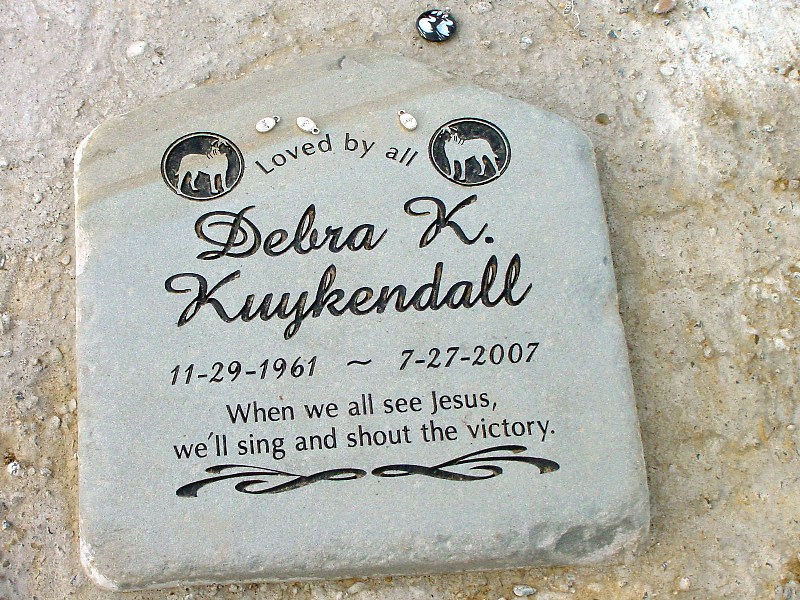 Loved by all
Debra K.
Kuykendall
11-29-1961 ~ 7-27-2007
When we all see Jesus,
we'll sing and shout the victory.